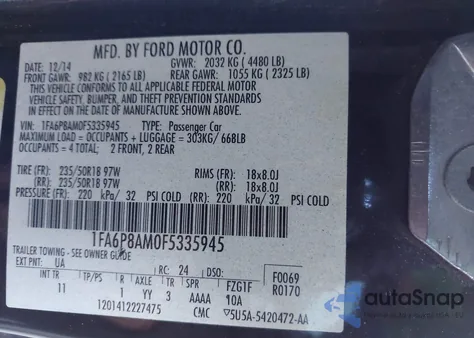 MFD. BY FORD MOTOR CO.
DATE: 12/14 GVWR: 2032 KG ( 4480 LB)
FRONT GAWR: 982 KG ( 2165 LB) REAR GAWR: 1055 KG ( 2325 LB)
THIS VEHICLE CONFORMS TO ALL APPLICABLE FEDERAL MOTOR
VEHICLE SAFETY, BUMPER, AND THEFT PREVENTION STANDARDS
IN EFFECT ON THE DATE OF MANUFACTURE SHOWN ABOVE.
VIN: 1FA6P8AM0F5335945 TYPE: Passenger Car
MAXIMUM LOAD = OCCUPANTS + LUGGAGE = 303KG/ 668LB
OCCUPANTS = 4 TOTAL: 2 FRONT, 2 REAR
TIRE (FR): 235/50R18 97W RIMS (FR): 18x8.0J
(RR): 235/50R18 97W (RR): 18x8.0J
PRESSURE (FR): 220 kPa/ 32 PSI COLD (RR): 220 kPa/ 32 PSI COLD
1FA6P8AM0F5335945
TRAILER TOWING - SEE OWNER GUIDE
EXT PNT: UA RC: 24 DSO: F0069
INT TR TP/PS R AXLE TR SPR FZG1F R0170
11 1 YY 3 AAAA 10A
1201412227475 CMC ▽5U5A-5420472-AA
autoSnap